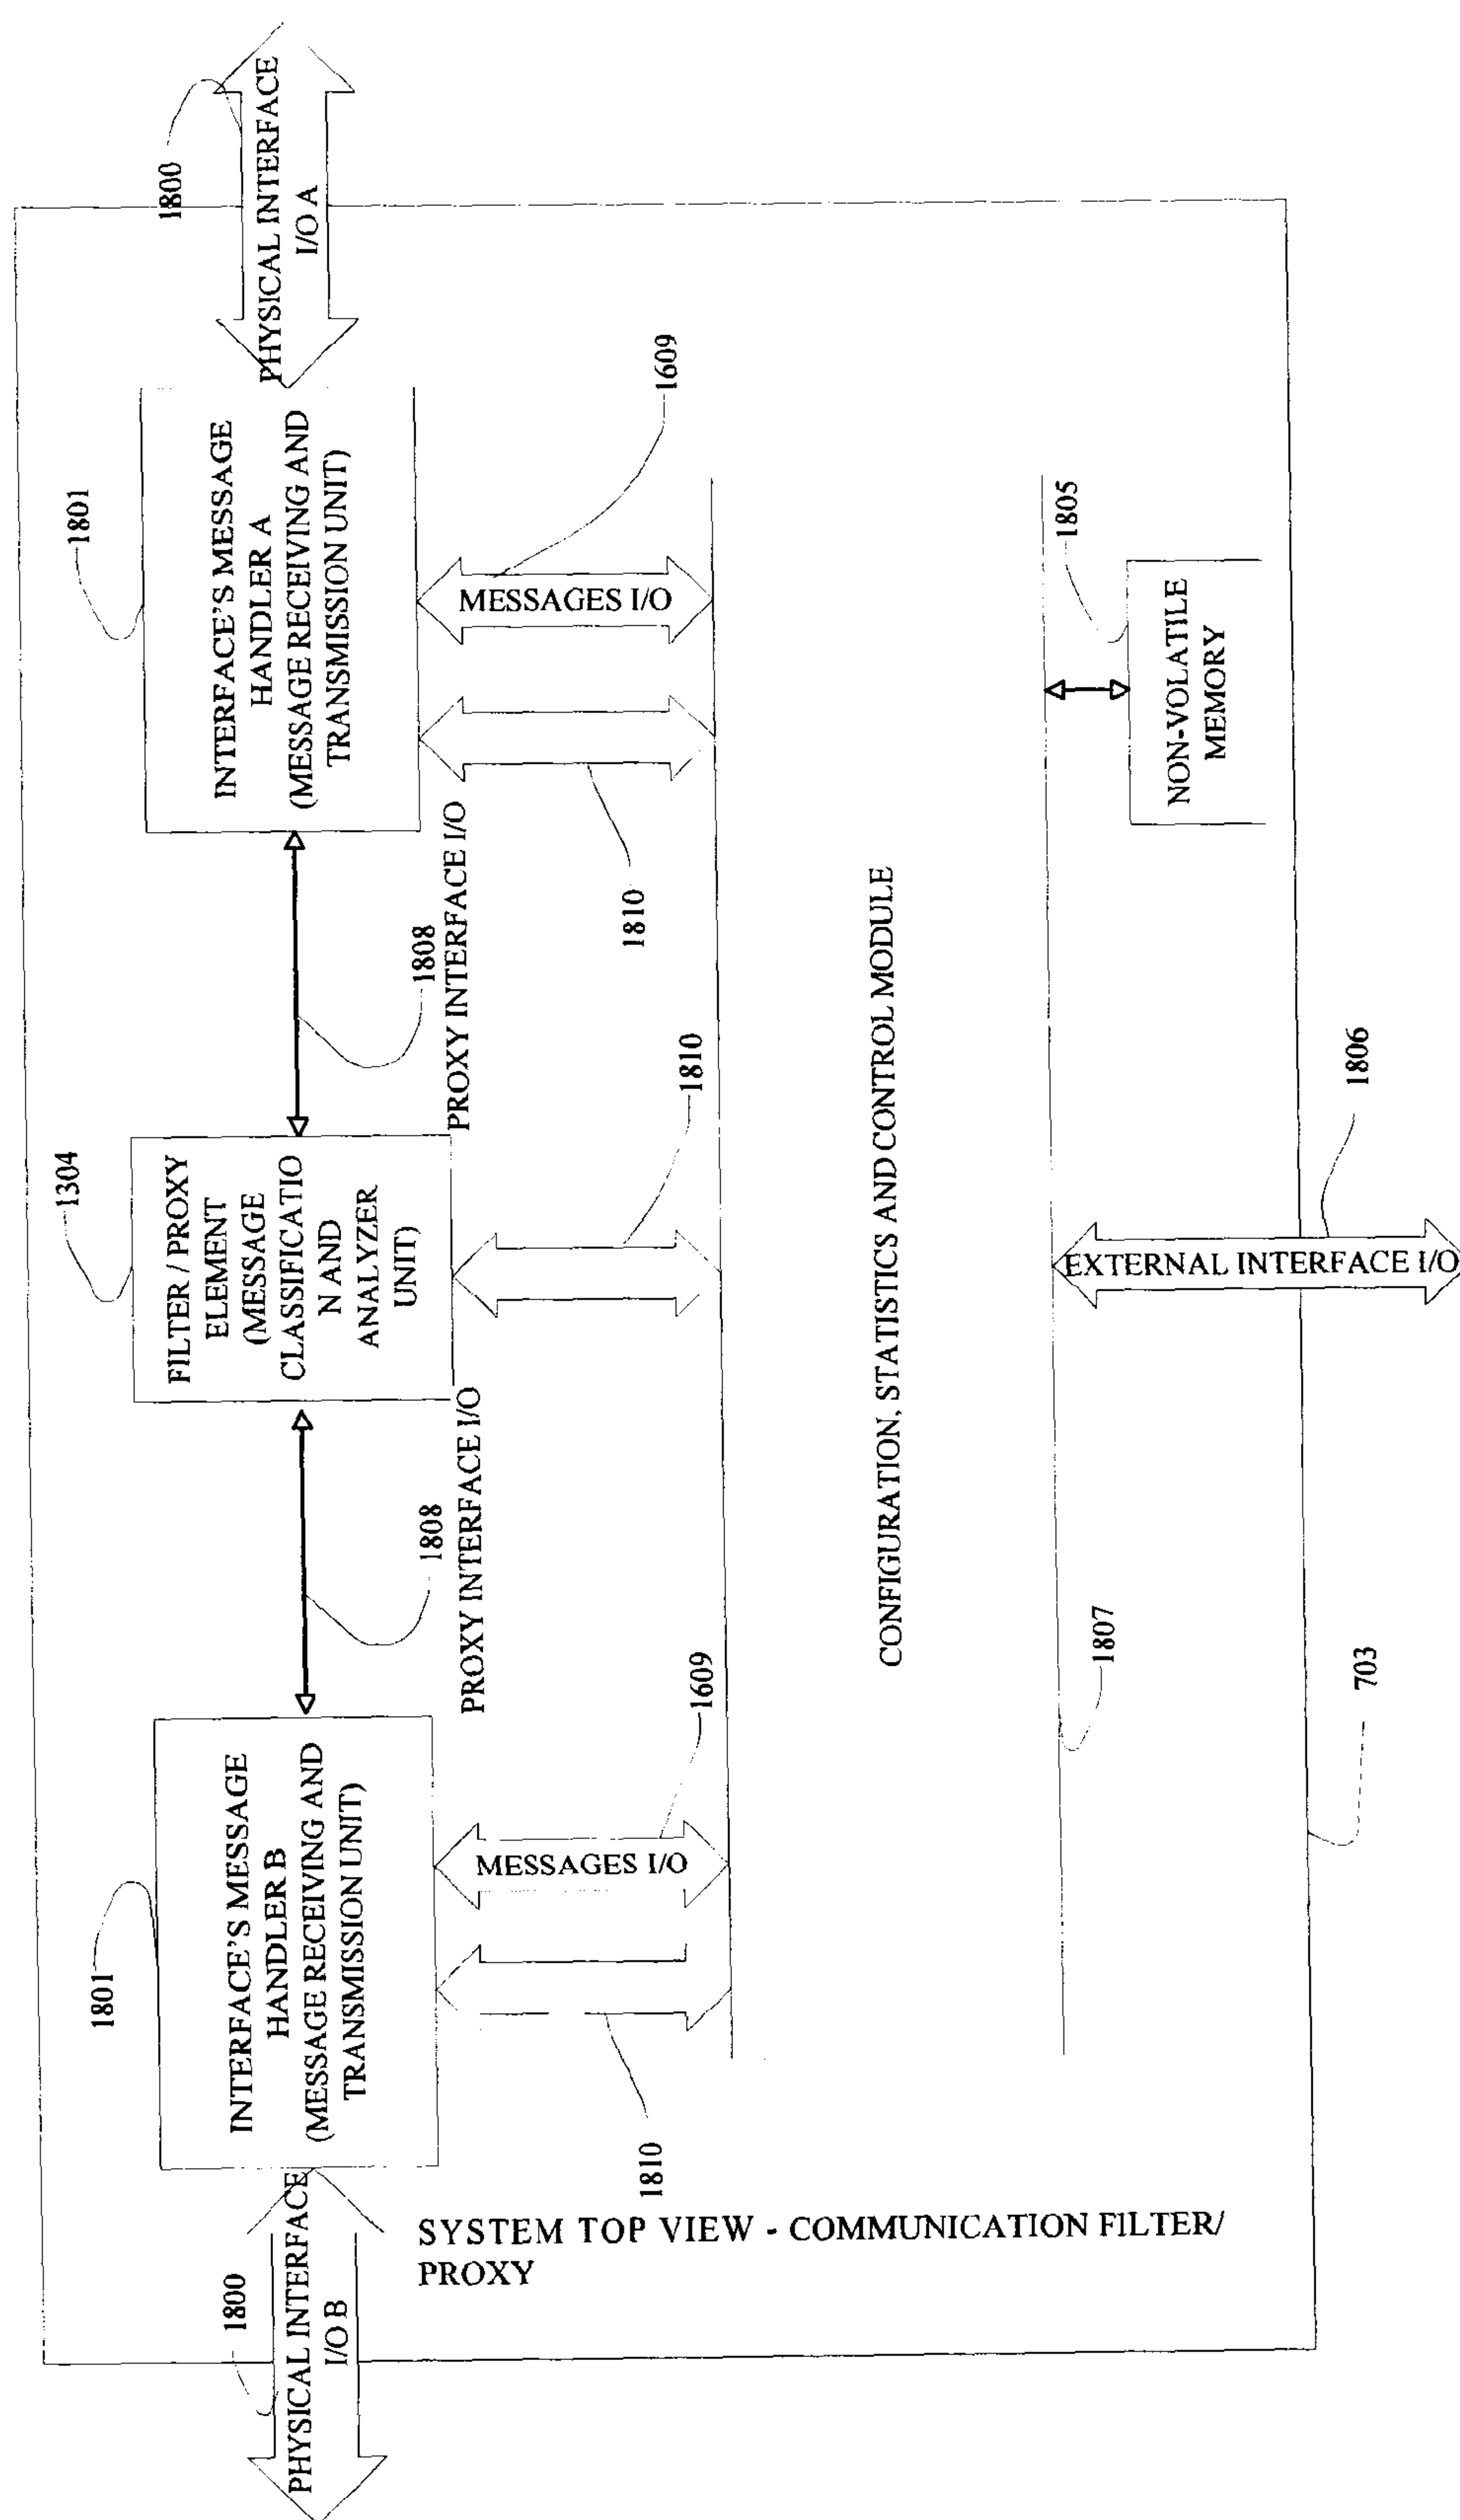 1800
PHYSICAL INTERFACE
I/O A
1801
INTERFACE'S MESSAGE
HANDLER A
(MESSAGE RECEIVING AND
TRANSMISSION UNIT)
1609
MESSAGES I/O
1810
1808
PROXY INTERFACE I/O
1304
FILTER / PROXY
ELEMENT
(MESSAGE
CLASSIFICATIO
N AND
ANALYZER
UNIT)
1810
1808
PROXY INTERFACE I/O
1801
INTERFACE'S MESSAGE
HANDLER B
(MESSAGE RECEIVING AND
TRANSMISSION UNIT)
1609
MESSAGES I/O
1810
1800
PHYSICAL INTERFACE
I/O B
CONFIGURATION, STATISTICS AND CONTROL MODULE
1805
NON-VOLATILE
MEMORY
1806
EXTERNAL INTERFACE I/O
1807
703
SYSTEM TOP VIEW - COMMUNICATION FILTER/
PROXY